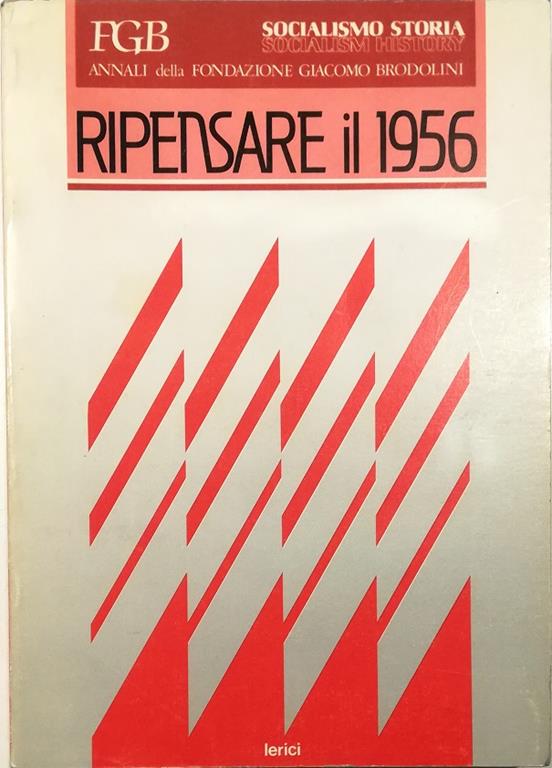 FGB
SOCIALISMO STORIA
SOCIALISM HISTORY
ANNALI della FONDAZIONE GIACOMO BRODOLINI
RIPENSARE il 1956
lerici